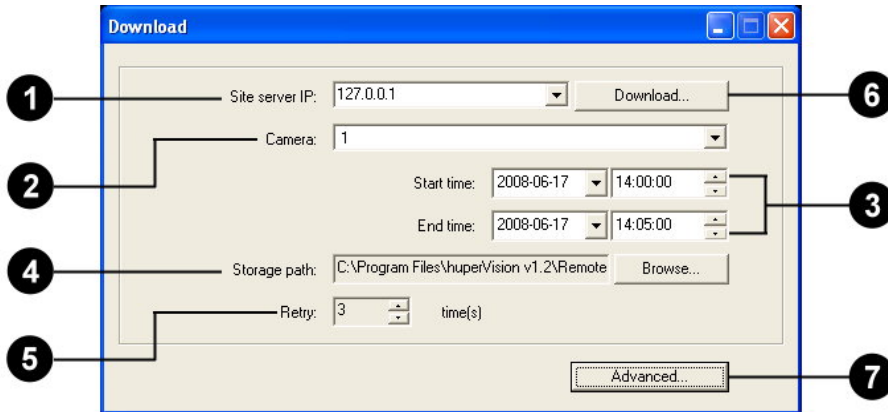 Download
1 Site server IP: 127.0.0.1 Download... 6
2 Camera: 1
Start time: 2008-06-17 14:00:00
3
End time: 2008-06-17 14:05:00
4 Storage path: C:\Program Files\huperVision v1.2\Remote Browse...
5 Retry: 3 time(s)
Advanced... 7